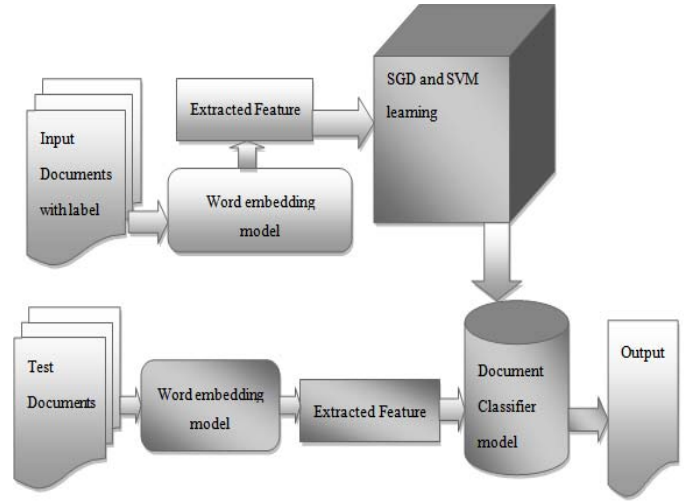 Input
Documents
with label
Word embedding
model
Extracted Feature
SGD and SVM
learning
Test
Documents
Word embedding
model
Extracted Feature
Document
Classifier
model
Output